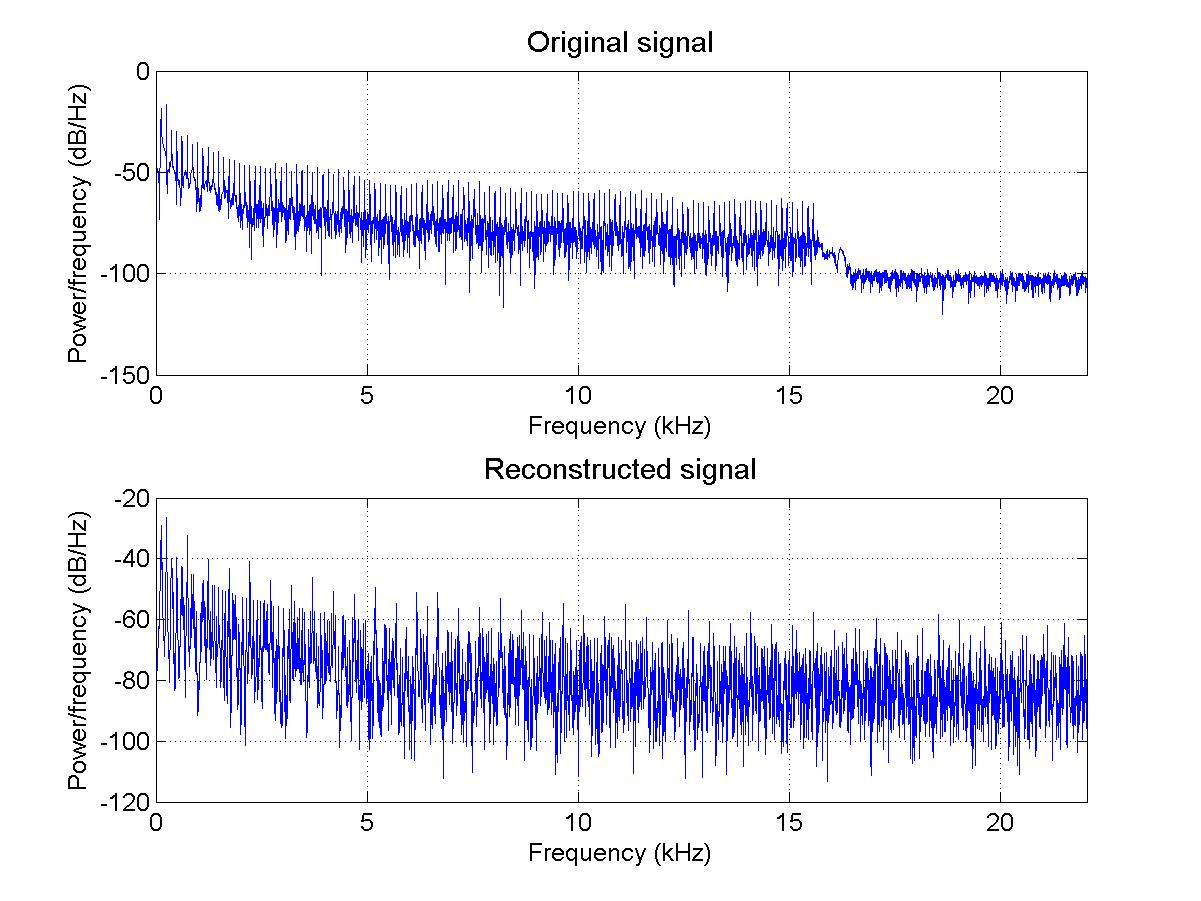 Original signal
Power/frequency (dB/Hz)
0
-50
-100
-150
0 5 10 15 20
Frequency (kHz)
Reconstructed signal
Power/frequency (dB/Hz)
-20
-40
-60
-80
-100
-120
0 5 10 15 20
Frequency (kHz)